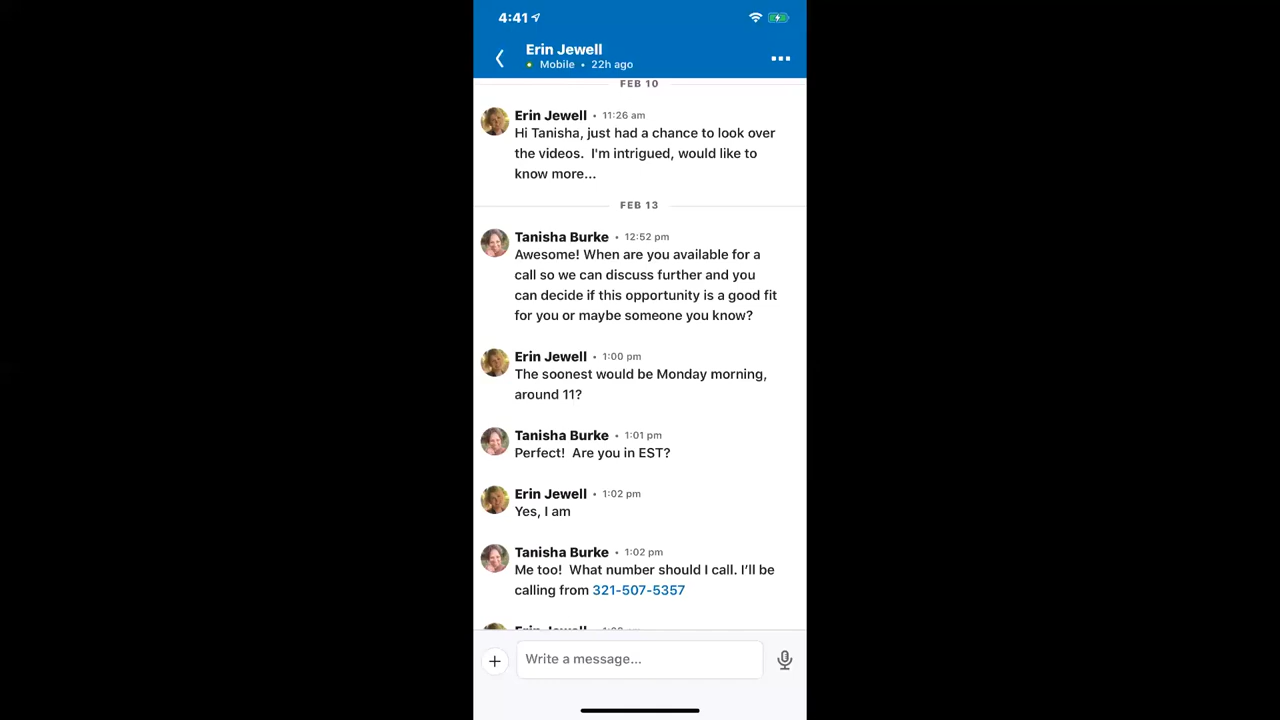 4:41
Erin Jewell
Mobile • 22h ago
FEB 10
Erin Jewell • 11:26 am
Hi Tanisha, just had a chance to look over
the videos.  I'm intrigued, would like to
know more...
FEB 13
Tanisha Burke • 12:52 pm
Awesome! When are you available for a
call so we can discuss further and you
can decide if this opportunity is a good fit
for you or maybe someone you know?
Erin Jewell • 1:00 pm
The soonest would be Monday morning,
around 11?
Tanisha Burke • 1:01 pm
Perfect!  Are you in EST?
Erin Jewell • 1:02 pm
Yes, I am
Tanisha Burke • 1:02 pm
Me too!  What number should I call. I’ll be
calling from 321-507-5357
Erin Jewell
Write a message...